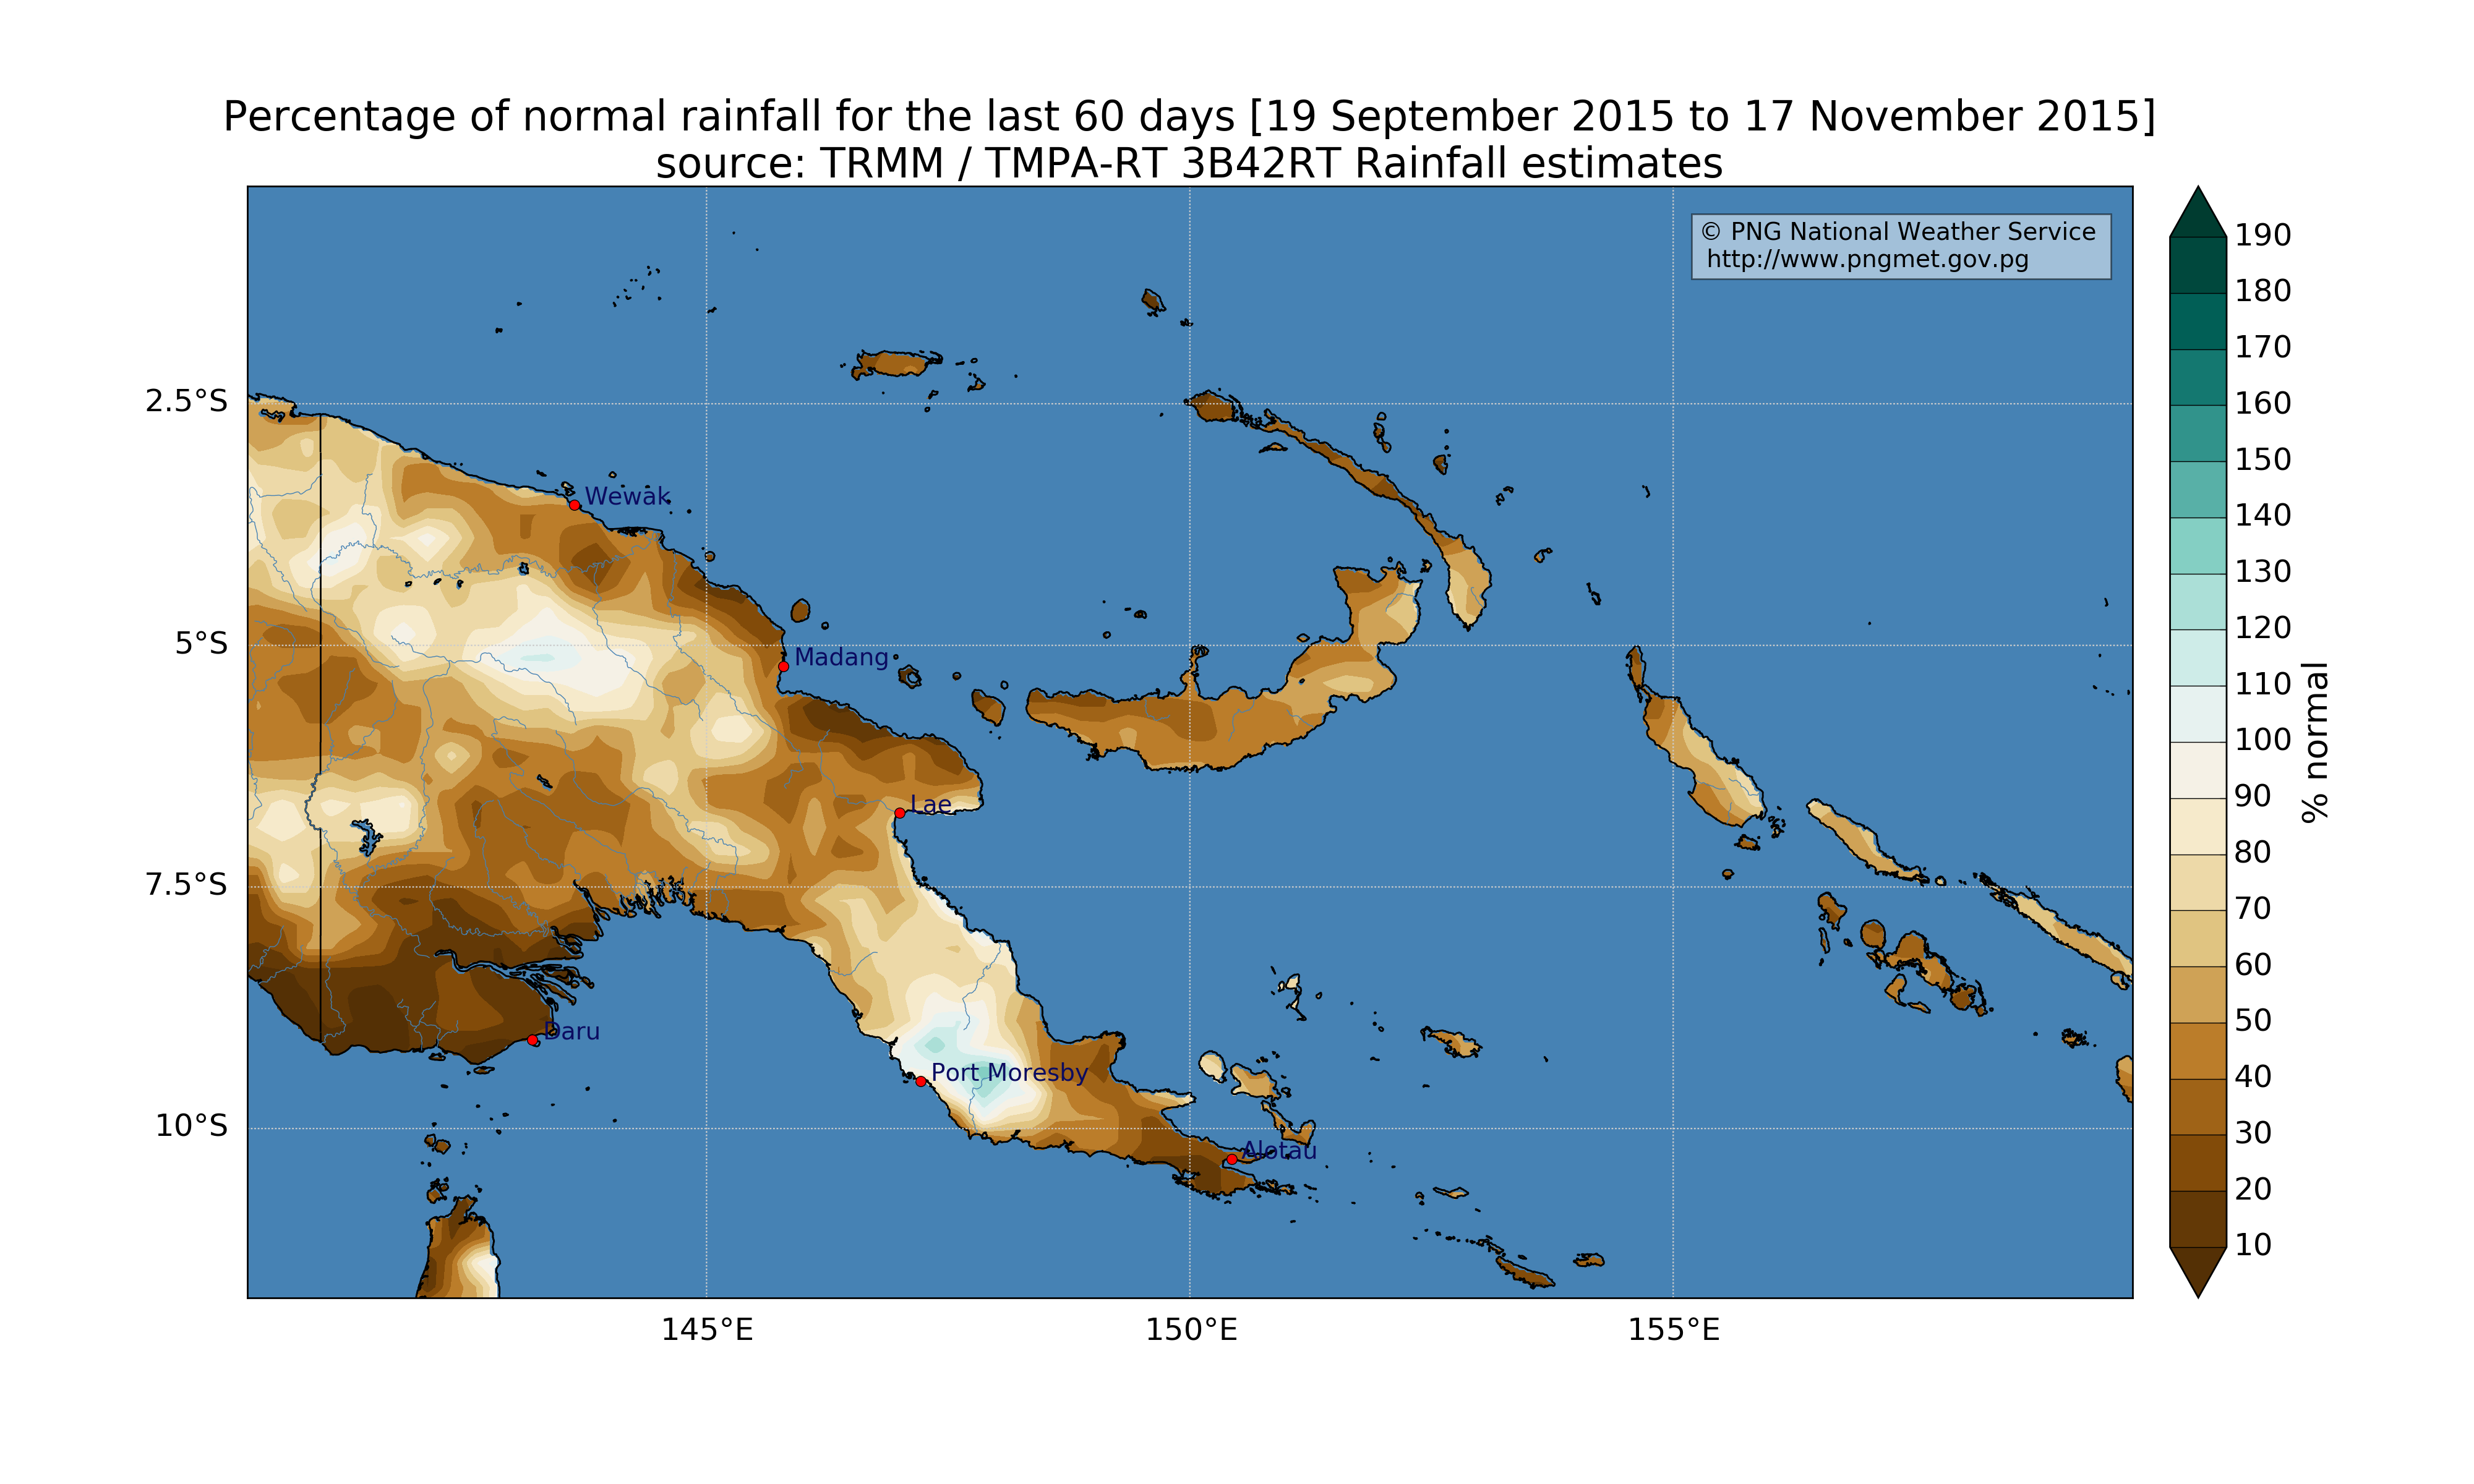 Percentage of normal rainfall for the last 60 days [19 September 2015 to 17 November 2015]
source: TRMM / TMPA-RT 3B42RT Rainfall estimates
© PNG National Weather Service
http://www.pngmet.gov.pg
190
180
170
160
150
140
130
120
110
100
90
80
70
60
50
40
30
20
10
% normal
2.5°S
5°S
7.5°S
10°S
Wewak
Madang
Lae
Daru
Port Moresby
Alotau
145°E
150°E
155°E